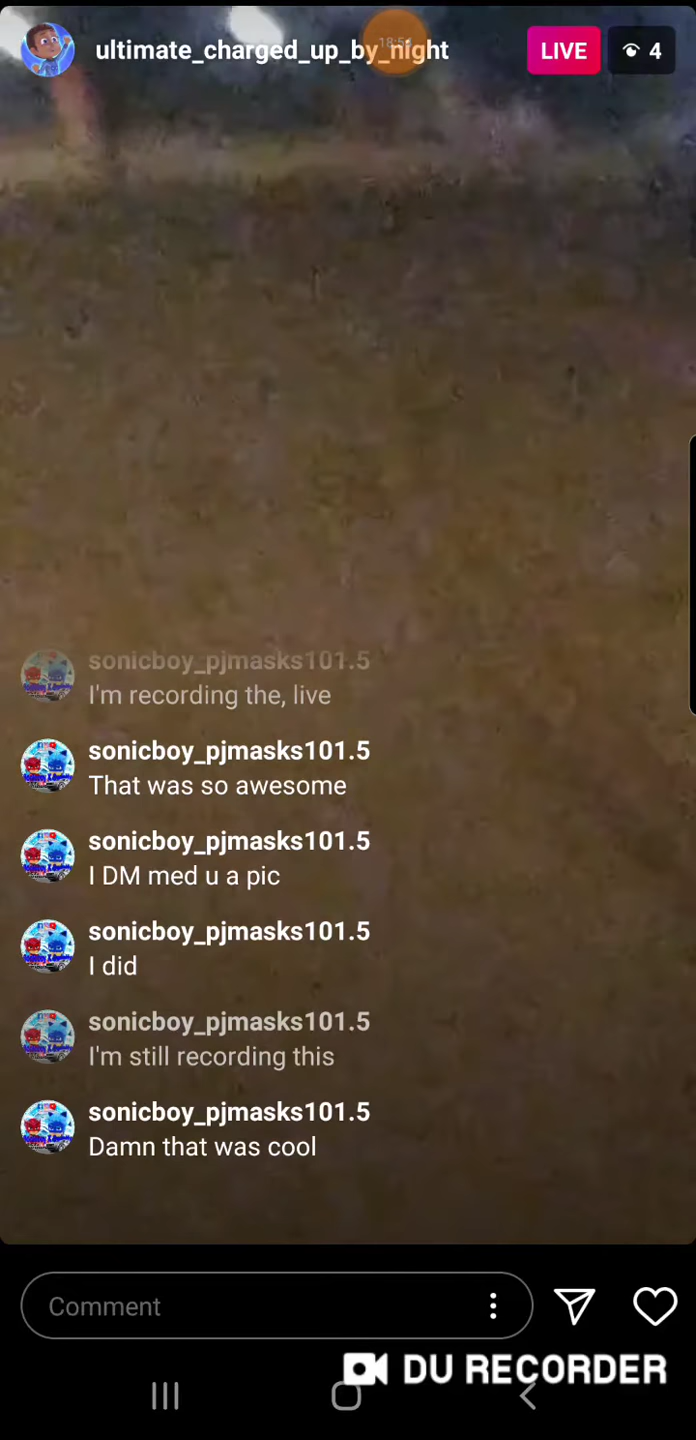 ultimate_charged_up_by_night
LIVE
4
sonicboy_pjmasks101.5
I'm recording the, live
sonicboy_pjmasks101.5
That was so awesome
sonicboy_pjmasks101.5
I DM med u a pic
sonicboy_pjmasks101.5
I did
sonicboy_pjmasks101.5
I'm still recording this
sonicboy_pjmasks101.5
Damn that was cool
Comment
DU RECORDER